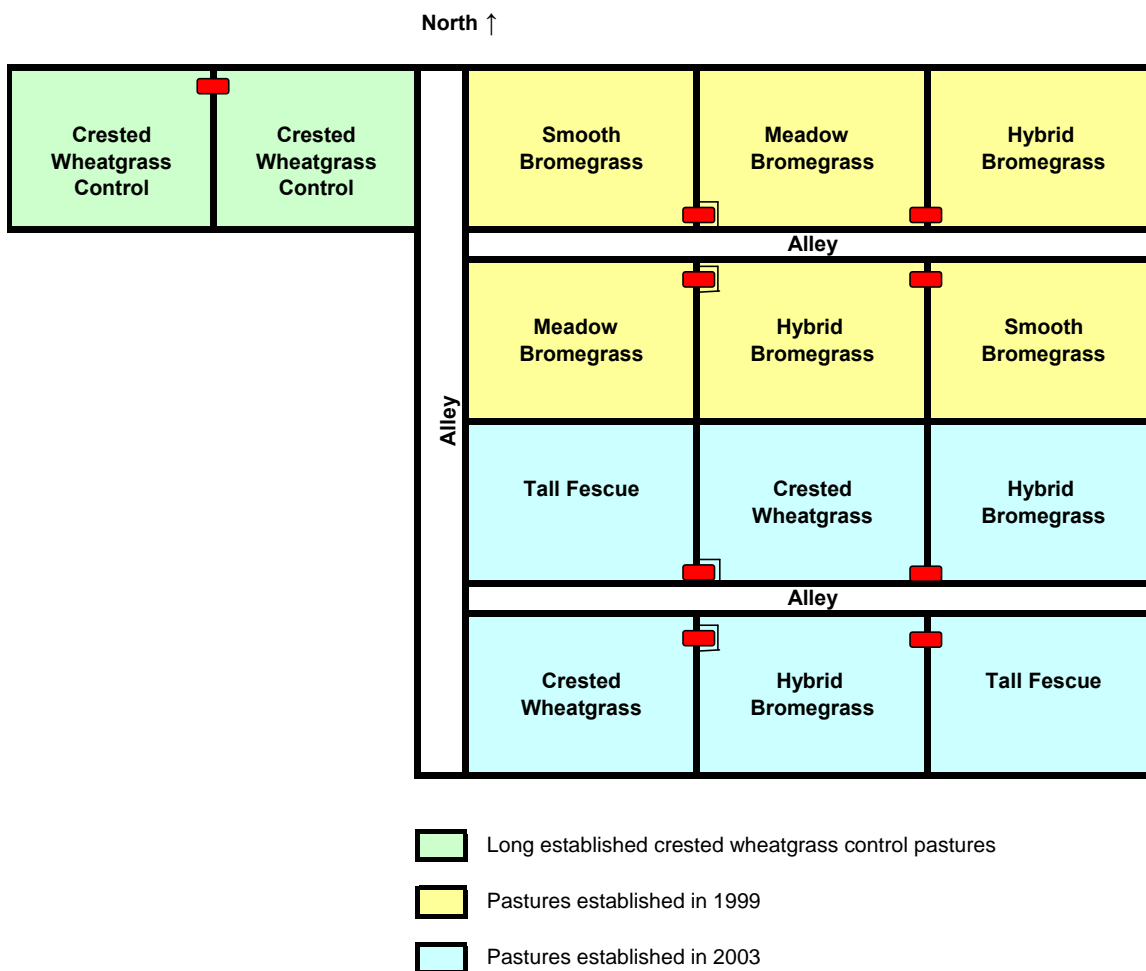 North ↑
Crested
Wheatgrass
Control
Crested
Wheatgrass
Control
Smooth
Bromegrass
Meadow
Bromegrass
Hybrid
Bromegrass
Alley
Alley
Meadow
Bromegrass
Hybrid
Bromegrass
Smooth
Bromegrass
Tall Fescue
Crested
Wheatgrass
Hybrid
Bromegrass
Alley
Crested
Wheatgrass
Hybrid
Bromegrass
Tall Fescue
Long established crested wheatgrass control pastures
Pastures established in 1999
Pastures established in 2003